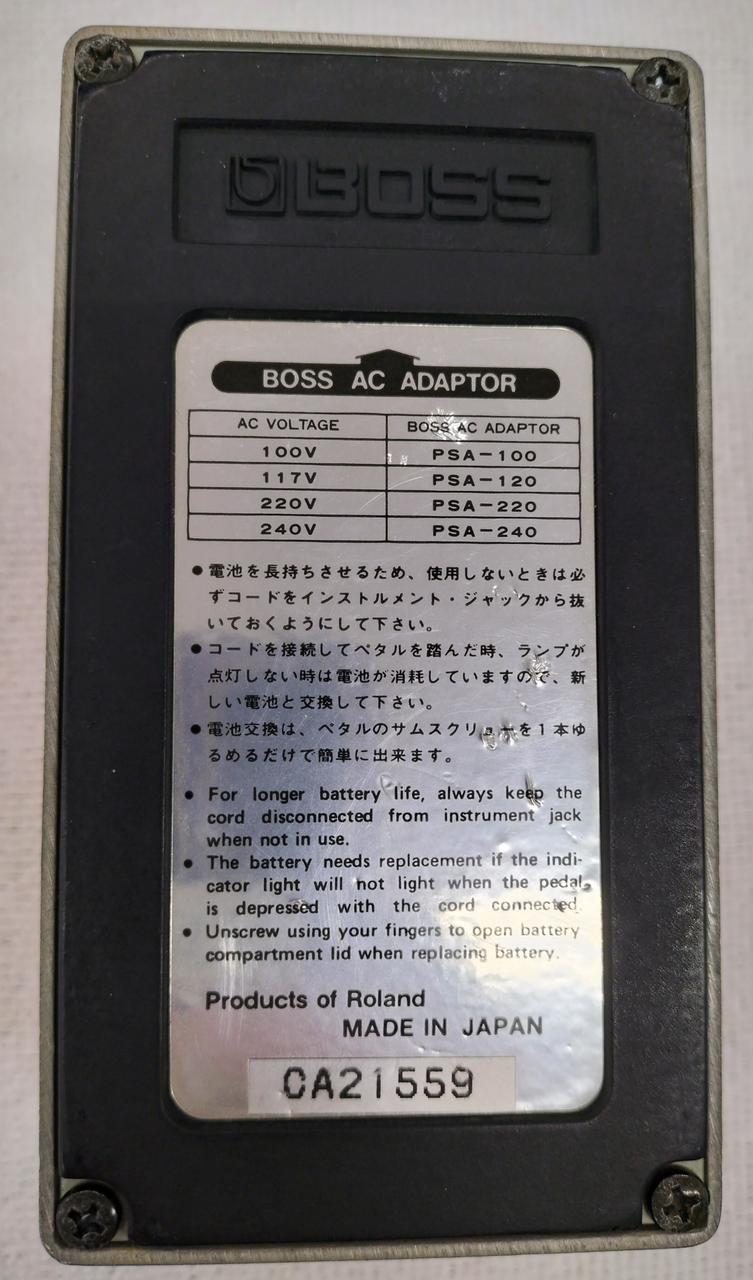 BOSS
BOSS AC ADAPTOR
AC VOLTAGE BOSS AC ADAPTOR
100V PSA-100
117V PSA-120
220V PSA-220
240V PSA-240
●電池を長持ちさせるため、使用しないときは必
ずコードをインストルメント・ジャックから抜
いておくようにして下さい。
●コードを接続してペタルを踏んだ時、ランプが
点灯しない時は電池が消耗していますので、新
しい電池と交換して下さい。
●電池交換は、ペタルのサムスクリューを1本ゆ
るめるだけで簡単に出来ます。
● For longer battery life, always keep the
cord disconnected from instrument jack
when not in use.
● The battery needs replacement if the indi-
cator light will not light when the pedal
is depressed with the cord connected.
● Unscrew using your fingers to open battery
compartment lid when replacing battery.
Products of Roland
MADE IN JAPAN
CA21559